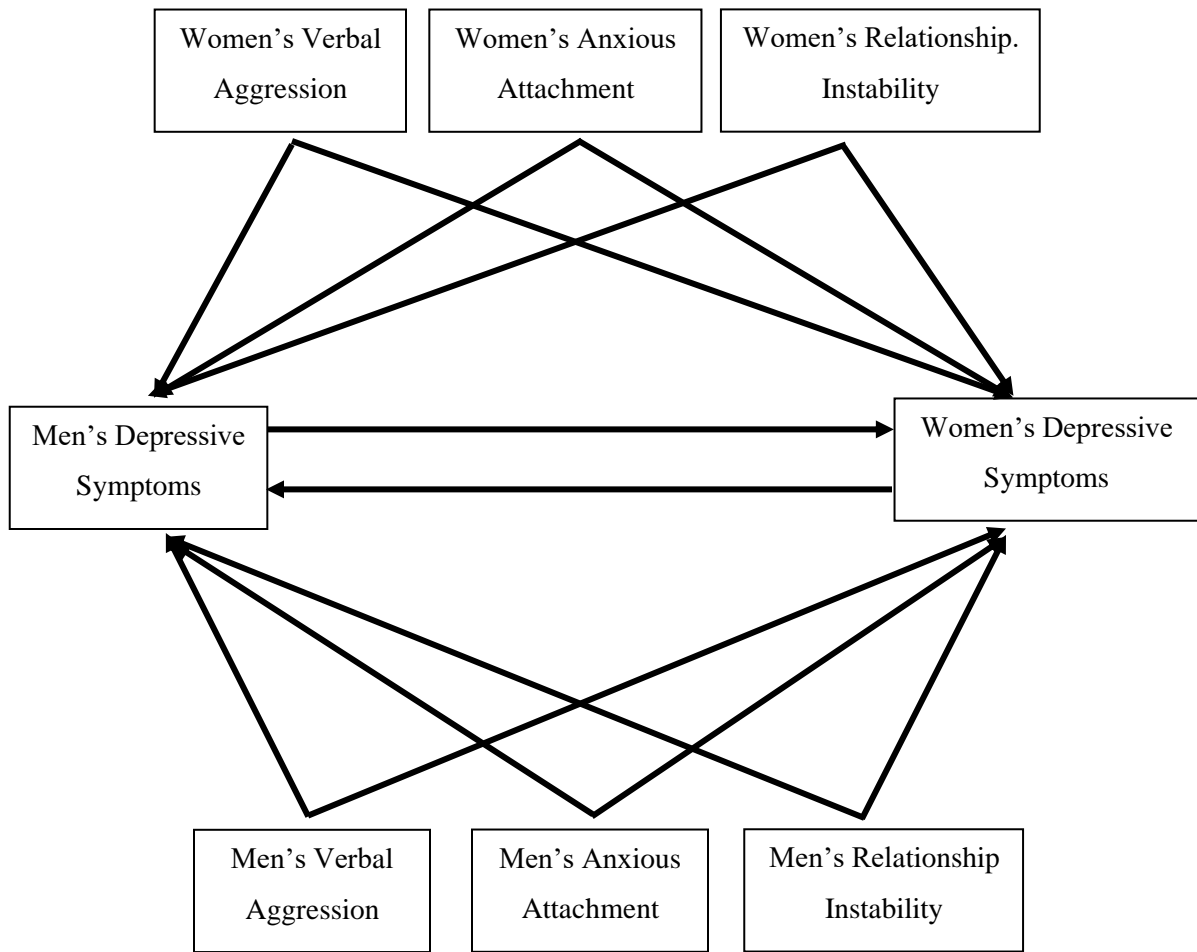 Women’s Verbal
Aggression
Women’s Anxious
Attachment
Women’s Relationship.
Instability
Men’s Depressive
Symptoms
Women’s Depressive
Symptoms
Men’s Verbal
Aggression
Men’s Anxious
Attachment
Men’s Relationship
Instability